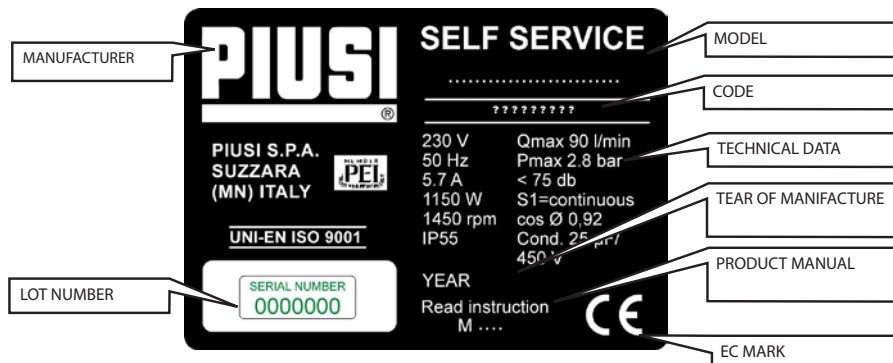 MANUFACTURER
PIUSI
®
PIUSI S.P.A.
SUZZARA
(MN) ITALY
MEMBER
PEI
UNI-EN ISO 9001
LOT NUMBER
SERIAL NUMBER
0000000
SELF SERVICE
..........................
?????????
230 V Qmax 90 l/min
50 Hz Pmax 2.8 bar
5.7 A < 75 db
1150 W S1=continuous
1450 rpm cos Ø 0,92
IP55 Cond. 25 µF/
450 V
YEAR
Read instruction
M ....
CE
MODEL
CODE
TECHNICAL DATA
TEAR OF MANIFACTURE
PRODUCT MANUAL
EC MARK